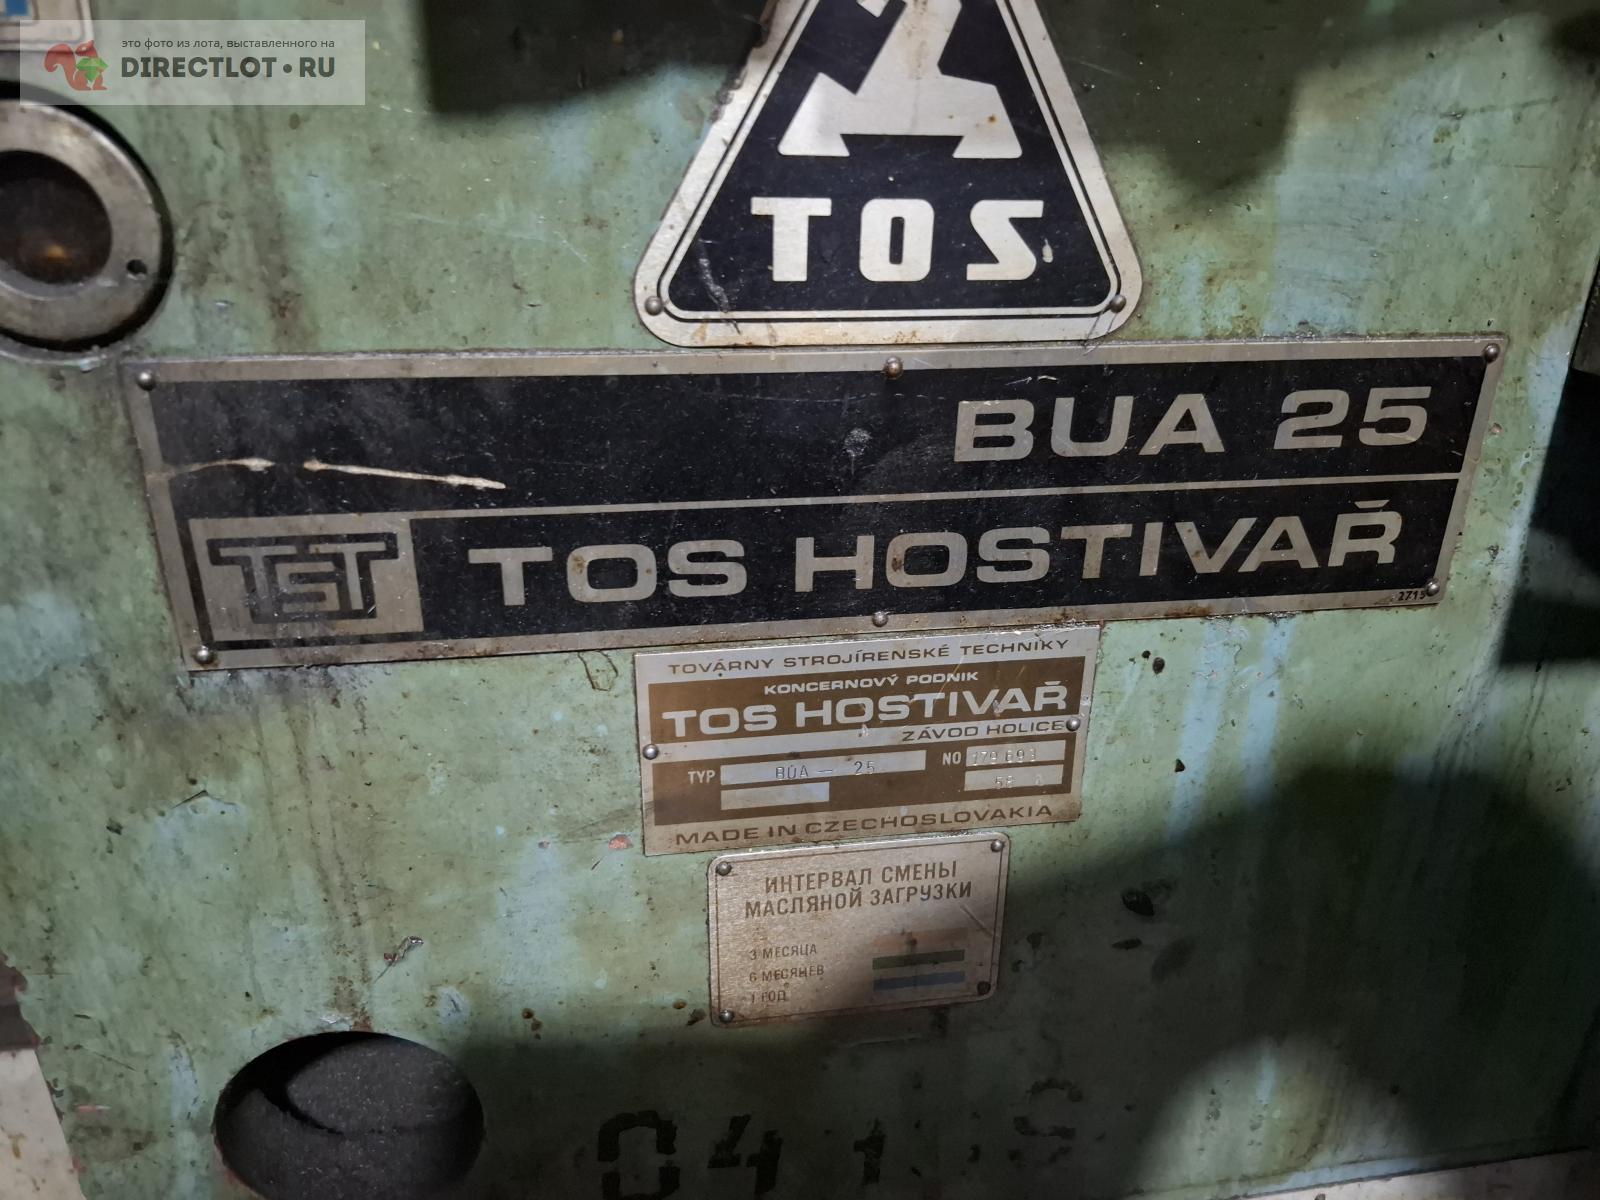 это фото из лота, выставленного на
DIRECTLOT•RU
TOS
BUA 25
TST TOS HOSTIVAŘ
2715
TOVÁRNY STROJÍRENSKÉ TECHNIKY
KONCERNOVÝ PODNIK
TOS HOSTIVAŘ
ZÁVOD HOLICE
TYP BUA — 25 NO
MADE IN CZECHOSLOVAKIA
ИНТЕРВАЛ СМЕНЫ
МАСЛЯНОЙ ЗАГРУЗКИ
3 МЕСЯЦА
6 МЕСЯЦЕВ
1 ГОД